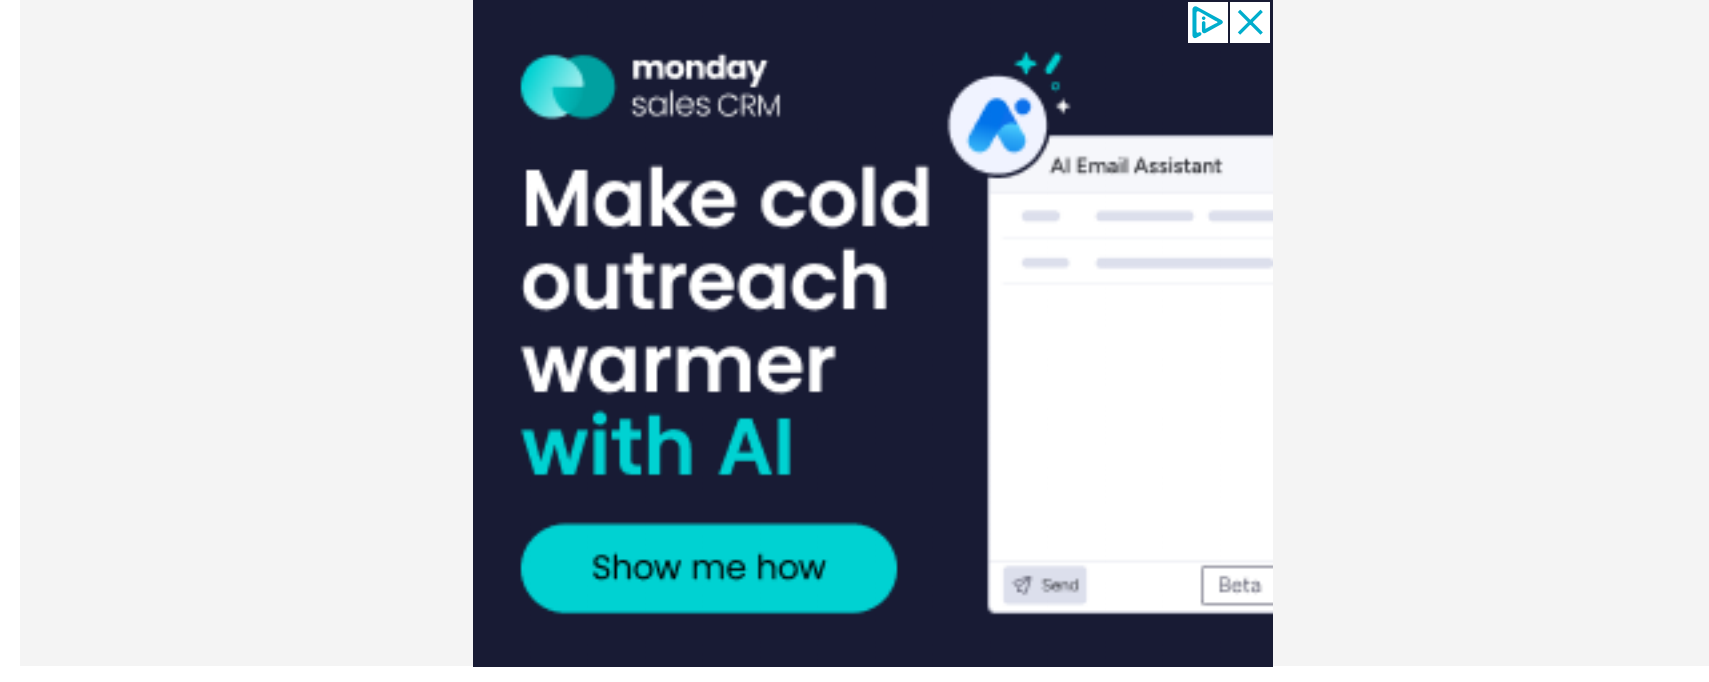 monday
sales CRM
Make cold
outreach
warmer
with AI
Show me how
AI Email Assistant
Send
Beta